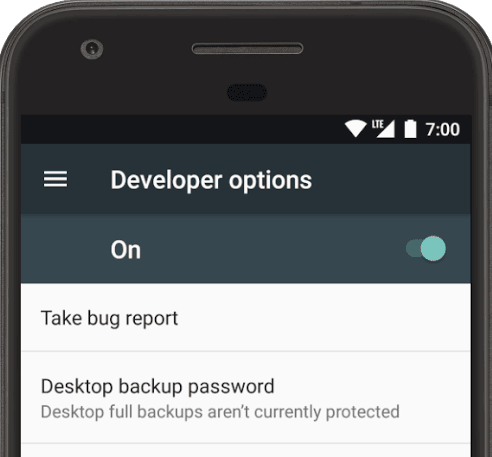 LTE 7:00
Developer options
On
Take bug report
Desktop backup password
Desktop full backups aren't currently protected